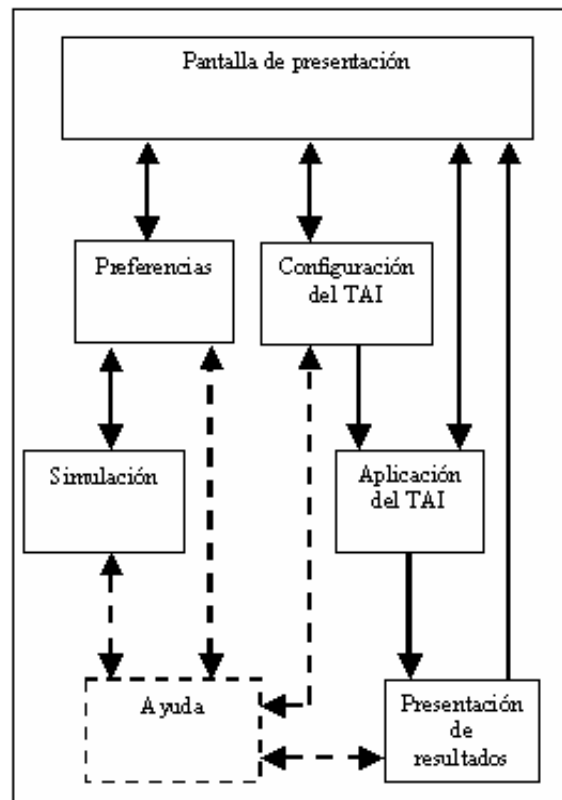 Pantalla de presentación
Preferencias
Configuración
del TAI
Simulación
Aplicación
del TAI
Ayuda
Presentación
de
resultados